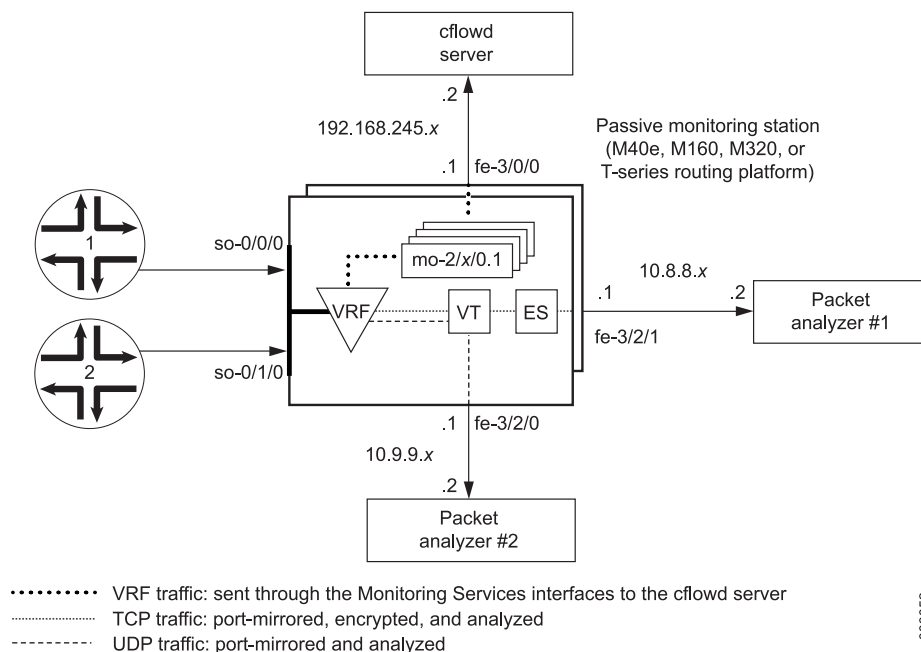 cflowd
server
.2
192.168.245.x
Passive monitoring station
(M40e, M160, M320, or
T-series routing platform)
.1 fe-3/0/0
1
so-0/0/0
mo-2/x/0.1
10.8.8.x
VRF
VT
ES
.1
.2
Packet
analyzer #1
fe-3/2/1
2
so-0/1/0
.1 fe-3/2/0
10.9.9.x
.2
Packet
analyzer #2
VRF traffic: sent through the Monitoring Services interfaces to the cflowd server
TCP traffic: port-mirrored, encrypted, and analyzed
UDP traffic: port-mirrored and analyzed